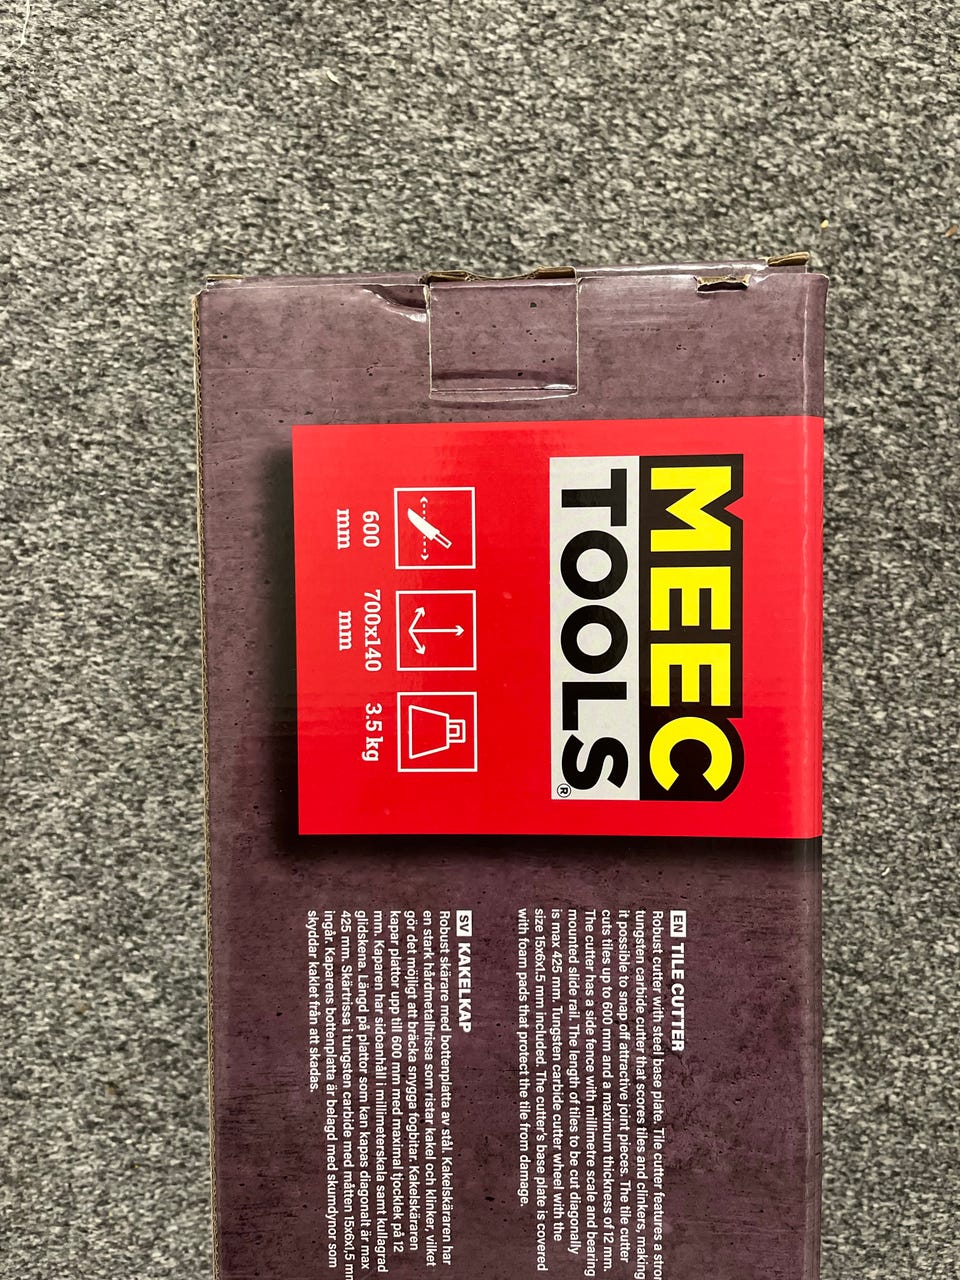 MEEC
TOOLS®
600
mm
700x140
mm
3.5 kg
EN TILE CUTTER
Robust cutter with steel base plate. Tile cutter features a
tungsten carbide cutter that scores tiles and clinkers, making
it possible to snap off attractive joint pieces. The tile cutter
cuts tiles up to 600 mm and a maximum thickness of 12 mm.
The cutter has a side fence with millimetre scale and bearing
mounted slide rail. The length of tiles to be cut diagonally
is max 425 mm. Tungsten carbide cutter wheel with the
size 15x6x1.5 mm included. The cutter's base plate is covered
with foam pads that protect the tile from damage.
SV KAKELKAP
Robust skärare med bottenplatta av stål. Kakelskäraren har
en stark hårdmetalltrissa som ristar kakel och klinker, vilket
gör det möjligt att bräcka snygga fogbitar. Kakelskäraren
kapar plattor upp till 600 mm med maximal tjocklek på 12
mm. Kaparen har sidoanhåll i millimeterskala samt kullagrad
glidskena. Längd på plattor som kan kapas diagonalt är max
425 mm. Skärtrissa i tungsten carbide med måtten 15x6x1,5 mm
ingår. Kaparens bottenplatta är belagd med skumdynor som
skyddar kaklet från att skadas.